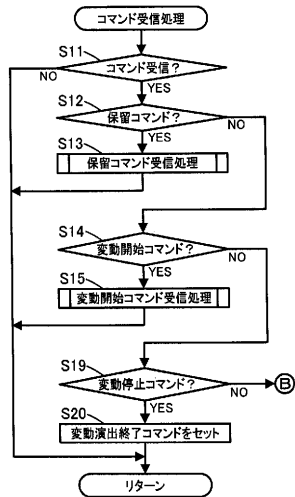 コマンド受信処理
S11
コマンド受信?
NO
YES
S12
保留コマンド?
YES
NO
S13
保留コマンド受信処理
S14
変動開始コマンド?
YES
NO
S15
変動開始コマンド受信処理
S19
変動停止コマンド?
NO
B
YES
S20
変動演出終了コマンドをセット
リターン